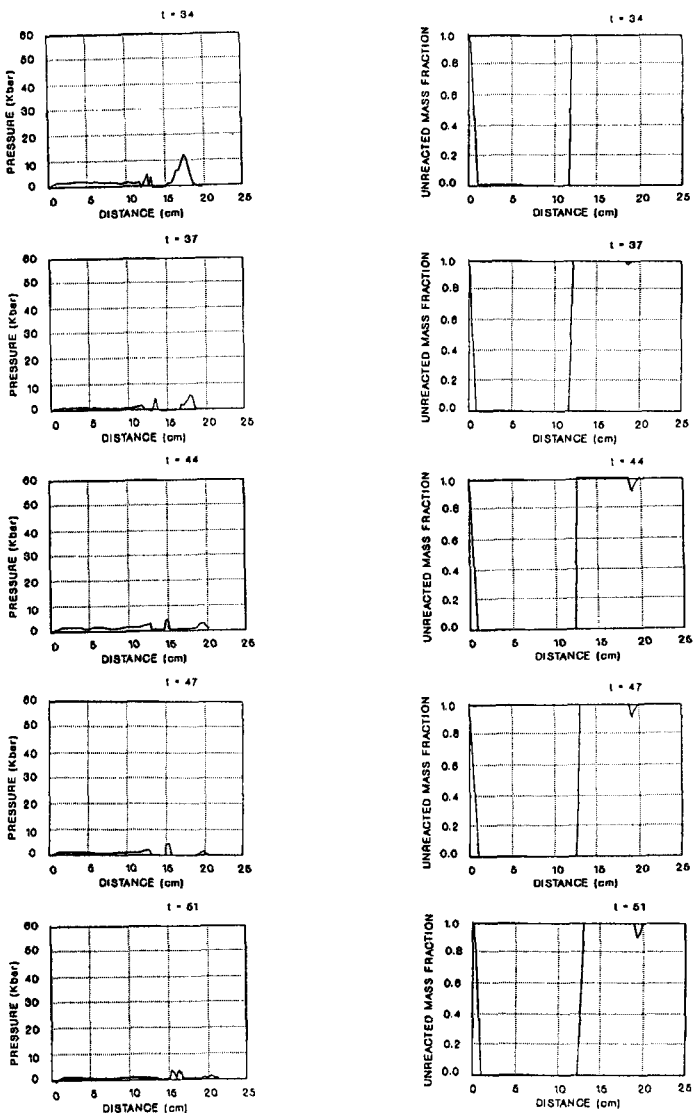 t = 34
PRESSURE (Kbar)
60
50
40
30
20
10
0
0 5 10 15 20 25
DISTANCE (cm)
t = 34
UNREACTED MASS FRACTION
1.0
0.8
0.6
0.4
0.2
0.0
0 5 10 15 20 25
DISTANCE (cm)
t = 37
PRESSURE (Kbar)
60
50
40
30
20
10
0
0 5 10 15 20 25
DISTANCE (cm)
t = 37
UNREACTED MASS FRACTION
1.0
0.8
0.6
0.4
0.2
0.0
0 5 10 15 20 25
DISTANCE (cm)
t = 44
PRESSURE (Kbar)
60
50
40
30
20
10
0
0 5 10 15 20 25
DISTANCE (cm)
t = 44
UNREACTED MASS FRACTION
1.0
0.8
0.6
0.4
0.2
0.0
0 5 10 15 20 25
DISTANCE (cm)
t = 47
PRESSURE (Kbar)
60
50
40
30
20
10
0
0 5 10 15 20 25
DISTANCE (cm)
t = 47
UNREACTED MASS FRACTION
1.0
0.8
0.6
0.4
0.2
0.0
0 5 10 15 20 25
DISTANCE (cm)
t = 51
PRESSURE (Kbar)
60
50
40
30
20
10
0
0 5 10 15 20 25
DISTANCE (cm)
t = 51
UNREACTED MASS FRACTION
1.0
0.8
0.6
0.4
0.2
0.0
0 5 10 15 20 25
DISTANCE (cm)